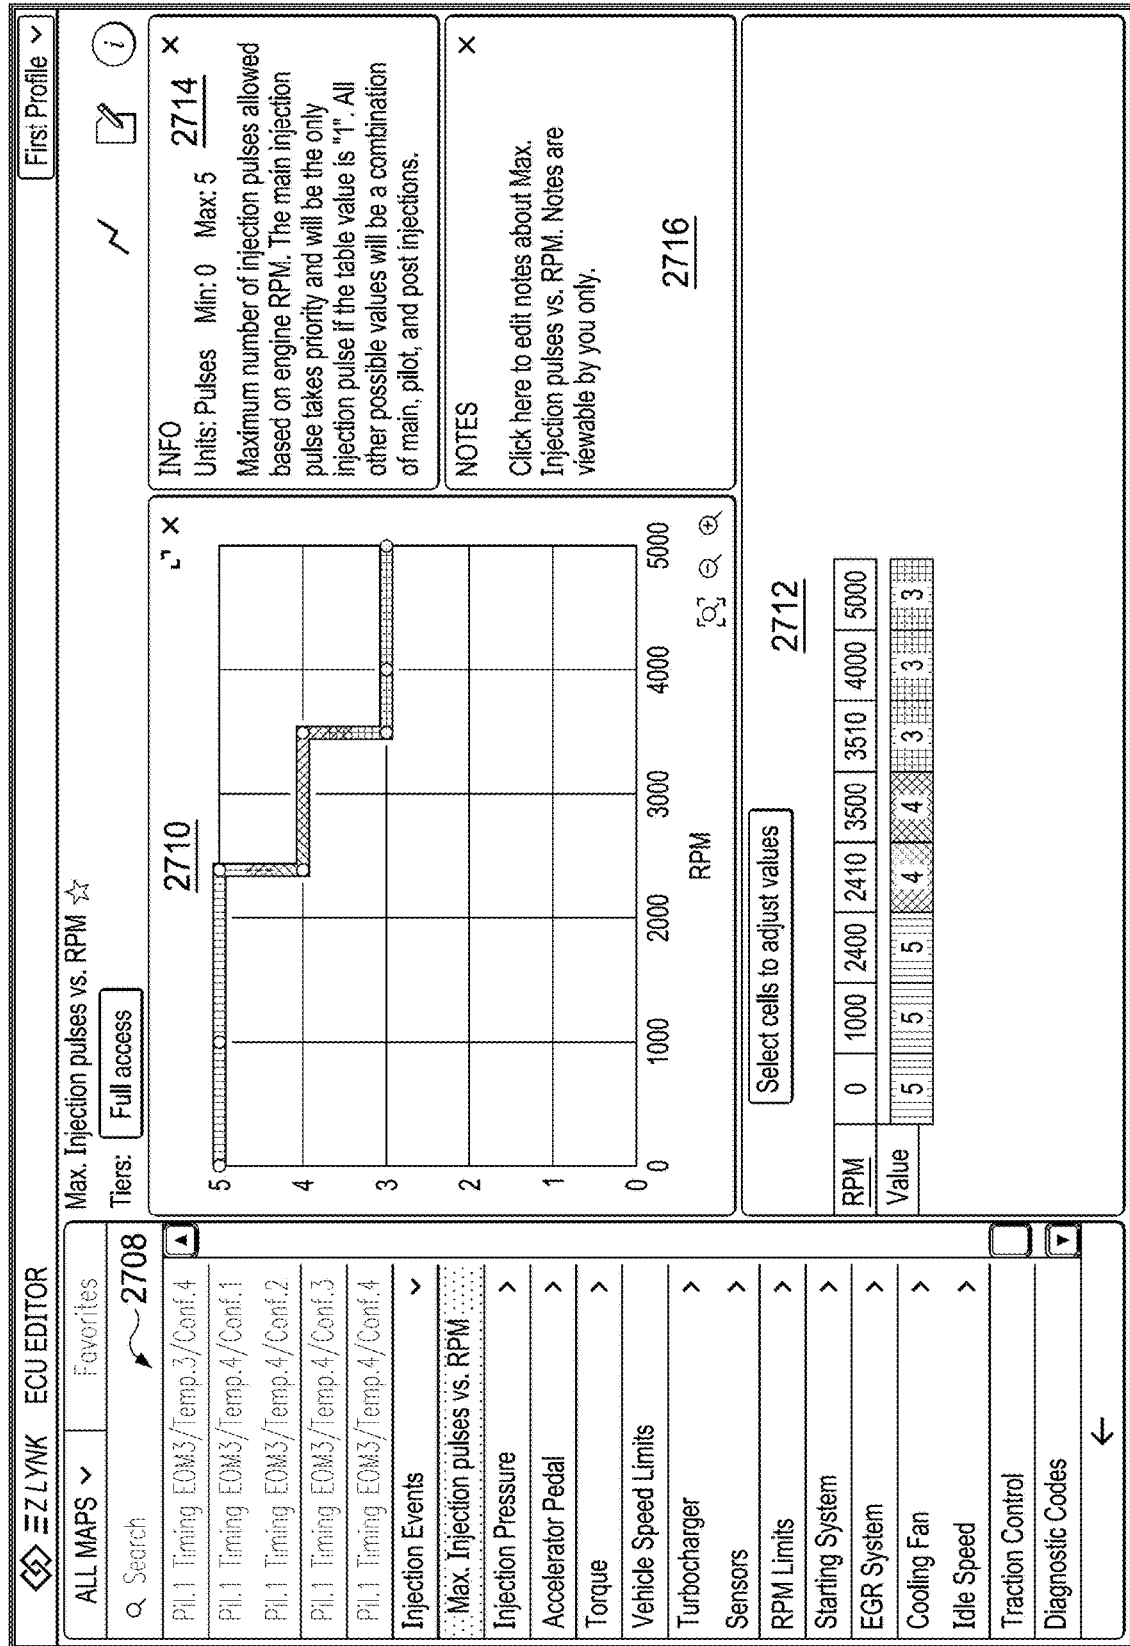 EZ LYNK ECU EDITOR
First Profile
ALL MAPS
Favorites
Search
2708
Pil.1 Timing EOM3/Temp.3/Conf.4
Pil.1 Timing EOM3/Temp.4/Conf.1
Pil.1 Timing EOM3/Temp.4/Conf.2
Pil.1 Timing EOM3/Temp.4/Conf.3
Pil.1 Timing EOM3/Temp.4/Conf.4
Injection Events
Max. Injection pulses vs. RPM
Injection Pressure
Accelerator Pedal
Torque
Vehicle Speed Limits
Turbocharger
Sensors
RPM Limits
Starting System
EGR System
Cooling Fan
Idle Speed
Traction Control
Diagnostic Codes
Max. Injection pulses vs. RPM
Tiers: Full access
2710
5
4
3
2
1
0
0 1000 2000 3000 4000 5000
RPM
INFO
2714
Units: Pulses Min: 0 Max: 5
Maximum number of injection pulses allowed
based on engine RPM. The main injection
pulse takes priority and will be the only
injection pulse if the table value is "1". All
other possible values will be a combination
of main, pilot, and post injections.
NOTES
Click here to edit notes about Max.
Injection pulses vs. RPM. Notes are
viewable by you only.
2716
Select cells to adjust values
2712
RPM 0 1000 2400 2410 3500 3510 4000 5000
Value 5 5 5 4 4 3 3 3